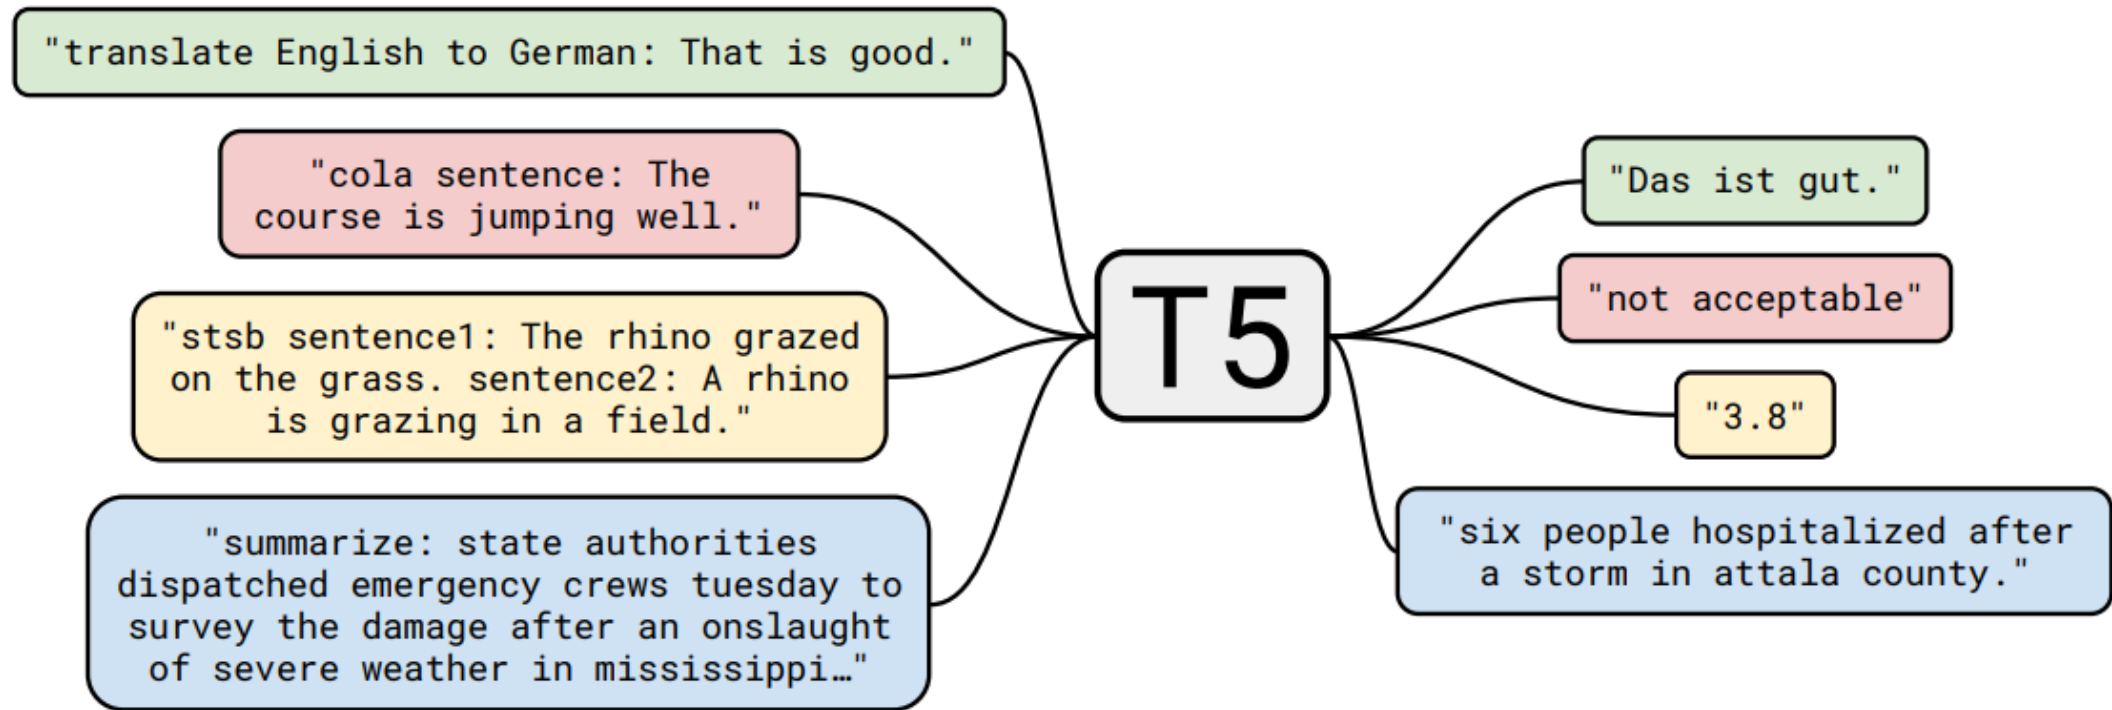 "translate English to German: That is good."
"cola sentence: The
course is jumping well."
"stsb sentence1: The rhino grazed
on the grass. sentence2: A rhino
is grazing in a field."
"summarize: state authorities
dispatched emergency crews tuesday to
survey the damage after an onslaught
of severe weather in mississippi…"
T5
"Das ist gut."
"not acceptable"
"3.8"
"six people hospitalized after
a storm in attala county."